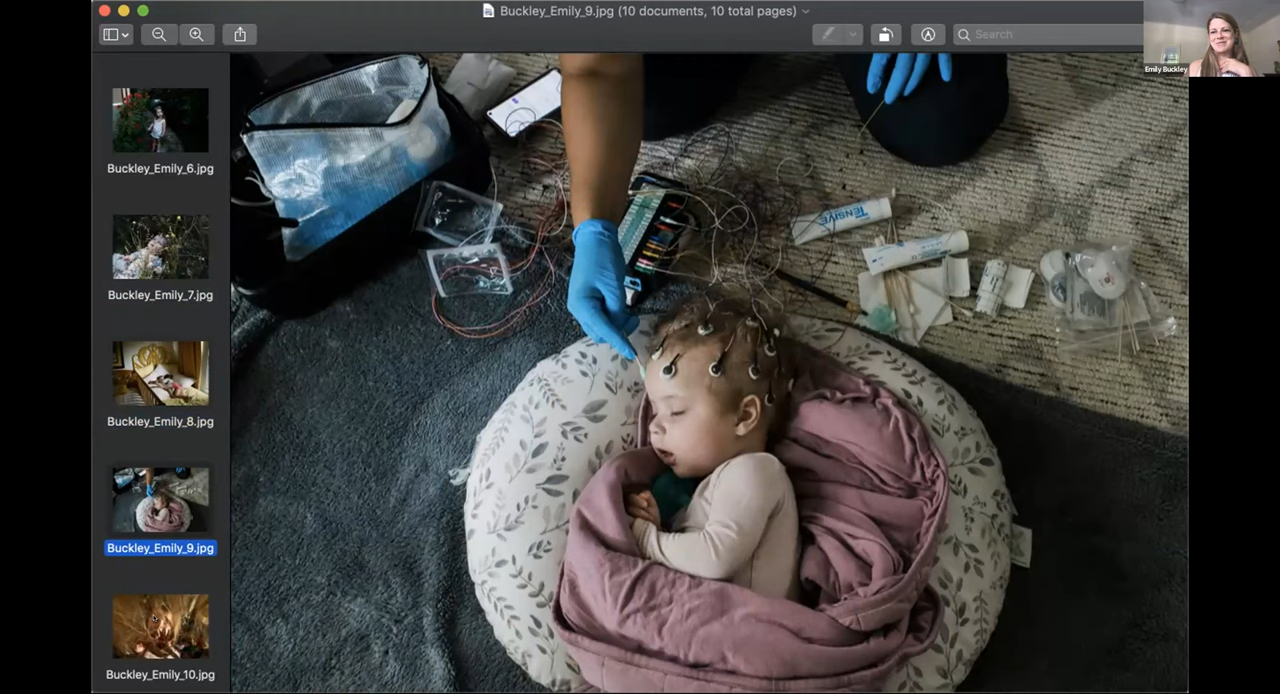 Buckley_Emily_9.jpg (10 documents, 10 total pages)
Search
Emily Buckley
Buckley_Emily_6.jpg
Buckley_Emily_7.jpg
Buckley_Emily_8.jpg
Buckley_Emily_9.jpg
Buckley_Emily_10.jpg
TENSIVE